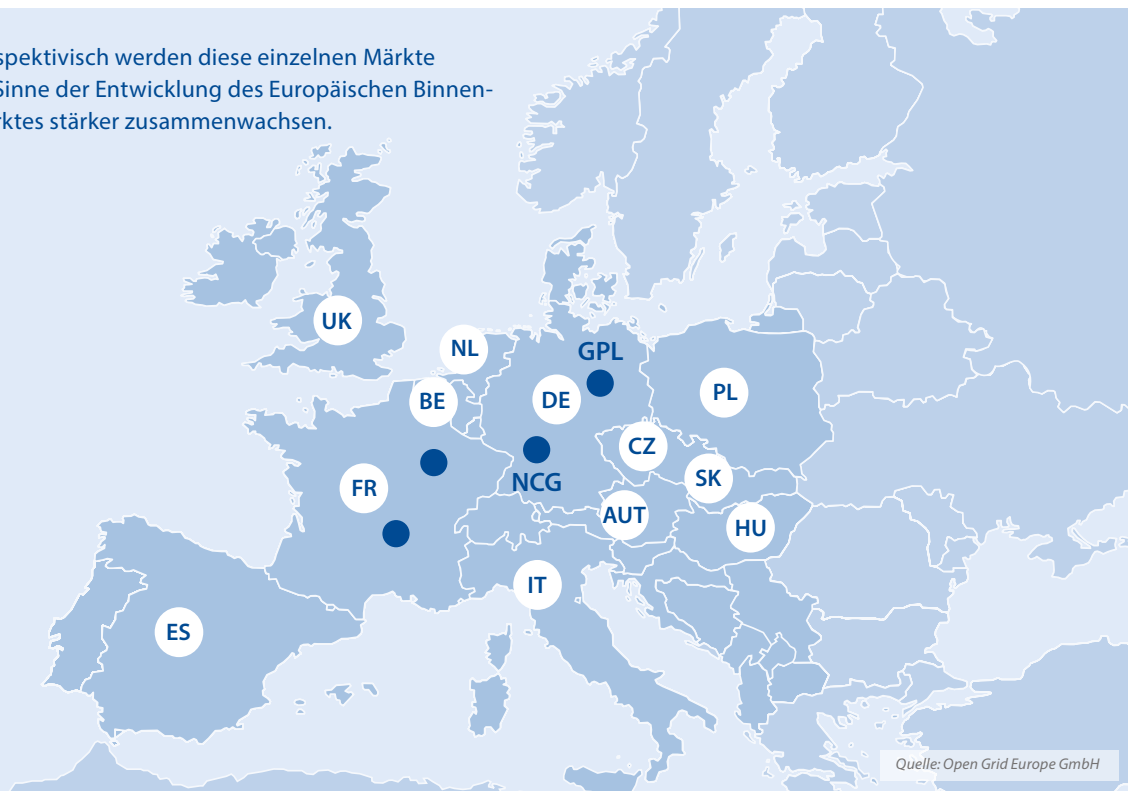 spektivisch werden diese einzelnen Märkte
Sinne der Entwicklung des Europäischen Binnen-
rktes stärker zusammenwachsen.
UK
NL
GPL
BE
DE
PL
CZ
SK
NCG
FR
AUT
HU
IT
ES
Quelle: Open Grid Europe GmbH